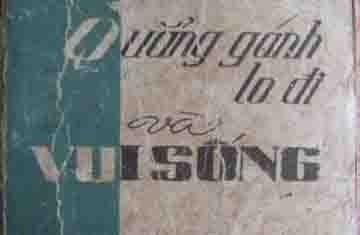 Quẳng gánh
lo đi
và
VUI SỐNG